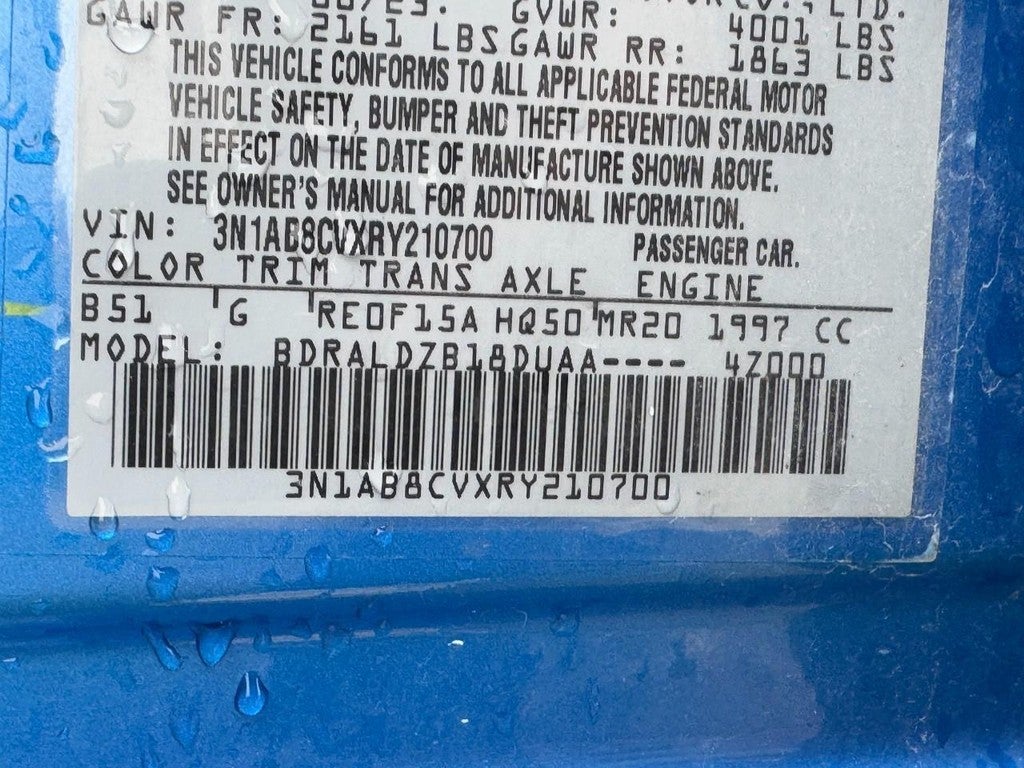 GVWR: 4001 LBS
GAWR FR: 2161 LBS GAWR RR: 1863 LBS
THIS VEHICLE CONFORMS TO ALL APPLICABLE FEDERAL MOTOR
VEHICLE SAFETY, BUMPER AND THEFT PREVENTION STANDARDS
IN EFFECT ON THE DATE OF MANUFACTURE SHOWN ABOVE.
SEE OWNER'S MANUAL FOR ADDITIONAL INFORMATION.
VIN: 3N1AB8CVXRY210700 PASSENGER CAR.
COLOR TRIM TRANS AXLE ENGINE
B51 G RE0F15A HQ50 MR20 1997 CC
MODEL: BDRALDZB18DUAA---- 4Z000
3N1AB8CVXRY210700